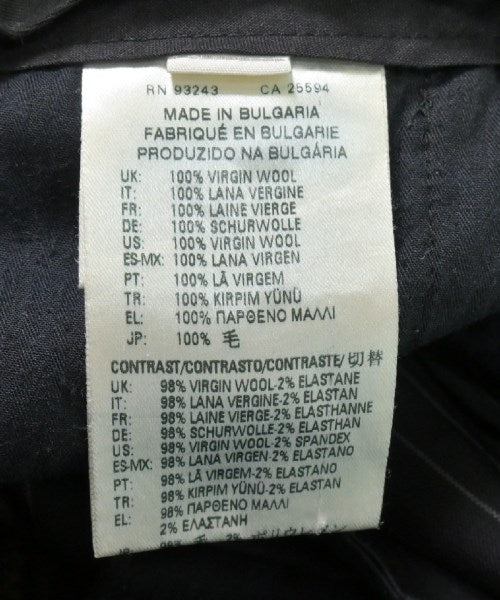 RN 93243 CA 25594
MADE IN BULGARIA
FABRIQUÉ EN BULGARIE
PRODUZIDO NA BULGÁRIA
UK: 100% VIRGIN WOOL
IT: 100% LANA VERGINE
FR: 100% LAINE VIERGE
DE: 100% SCHURWOLLE
US: 100% VIRGIN WOOL
ES-MX: 100% LANA VIRGEN
PT: 100% LÃ VIRGEM
TR: 100% KIRPIM YÜNÜ
EL: 100% ΠΑΡΘΕΝΟ ΜΑΛΛΙ
JP: 100% 毛
CONTRAST/CONTRASTO/CONTRASTE/切替
UK: 98% VIRGIN WOOL-2% ELASTANE
IT: 98% LANA VERGINE-2% ELASTAN
FR: 98% LAINE VIERGE-2% ELASTHANNE
DE: 98% SCHURWOLLE-2% ELASTHAN
US: 98% VIRGIN WOOL-2% SPANDEX
ES-MX: 98% LANA VIRGEN-2% ELASTANO
PT: 98% LÃ VIRGEM-2% ELASTANO
TR: 98% KIRPIM YÜNÜ-2% ELASTAN
EL: 98% ΠΑΡΘΕΝΟ ΜΑΛΛΙ
2% ΕΛΑΣΤΑΝΗ